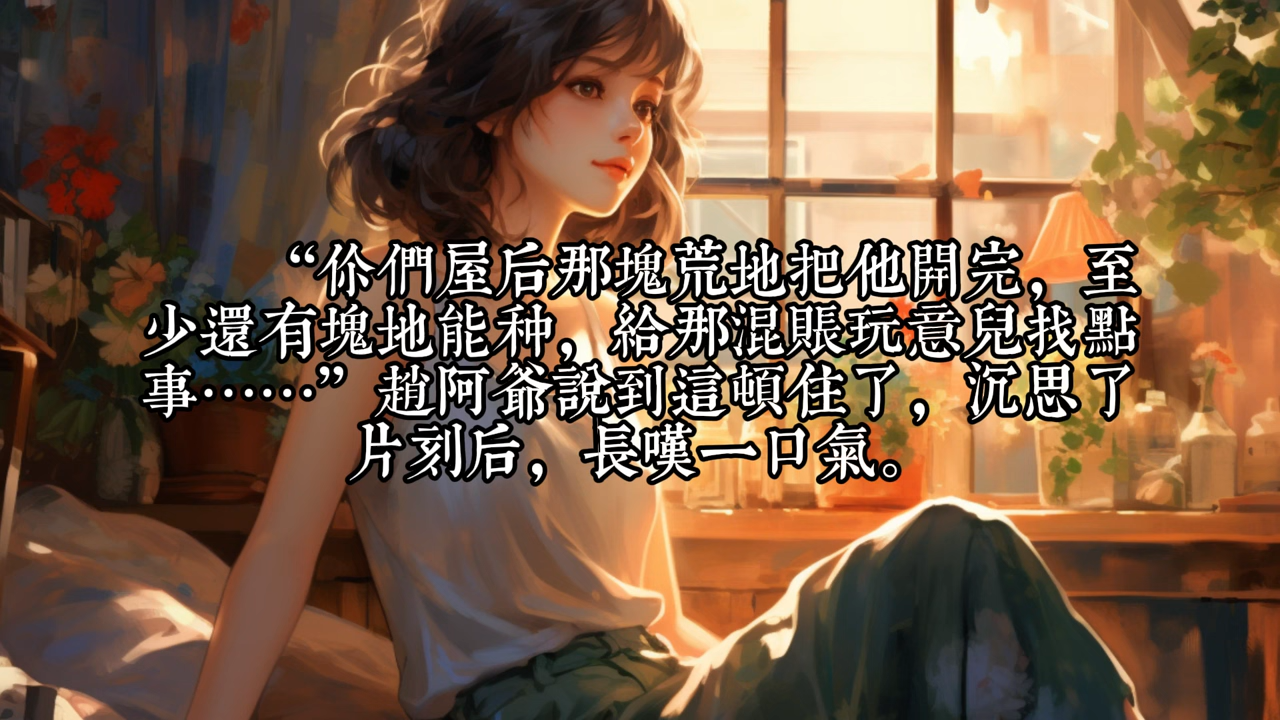 “你們屋后那塊荒地把他開完，至
少還有塊地能种，給那混賬玩意兒找點
事……”趙阿爺說到這頓住了，沉思了
片刻后，長嘆一口氣。